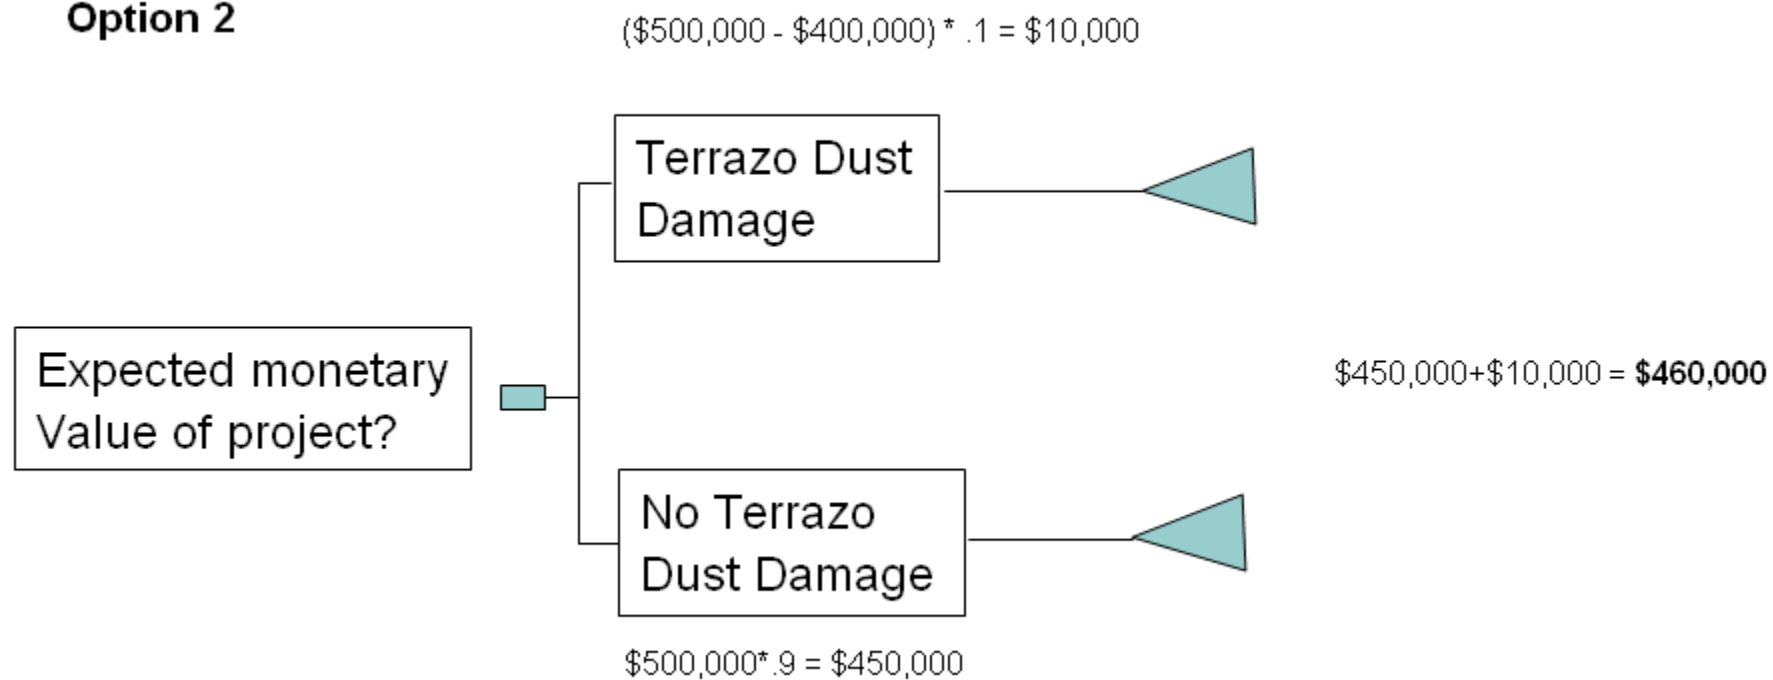 Option 2
($500,000 - $400,000) * .1 = $10,000
Terrazo Dust
Damage
Expected monetary
Value of project?
$450,000+$10,000 = $460,000
No Terrazo
Dust Damage
$500,000*.9 = $450,000